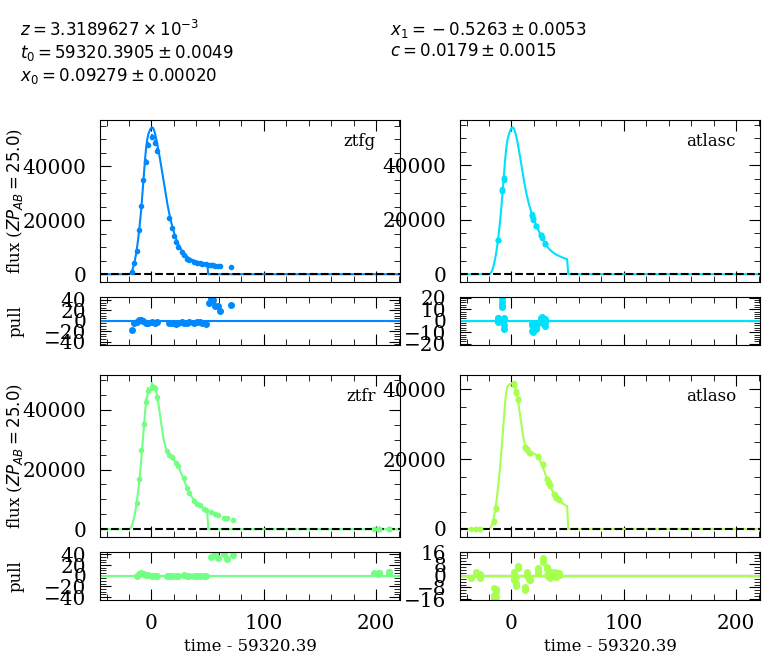 z = 3.3189627 × 10⁻³
t₀ = 59320.3905 ± 0.0049
x₀ = 0.09279 ± 0.00020
x₁ = −0.5263 ± 0.0053
c = 0.0179 ± 0.0015
flux (ZP_AB = 25.0)
40000
20000
0
ztfg
40000
20000
0
atlasc
pull
40
20
0
−20
−40
20
10
0
−10
−20
flux (ZP_AB = 25.0)
40000
20000
0
ztfr
40000
20000
0
atlaso
pull
40
20
0
−20
−40
16
8
0
−8
−16
0 100 200
0 100 200
time - 59320.39
time - 59320.39